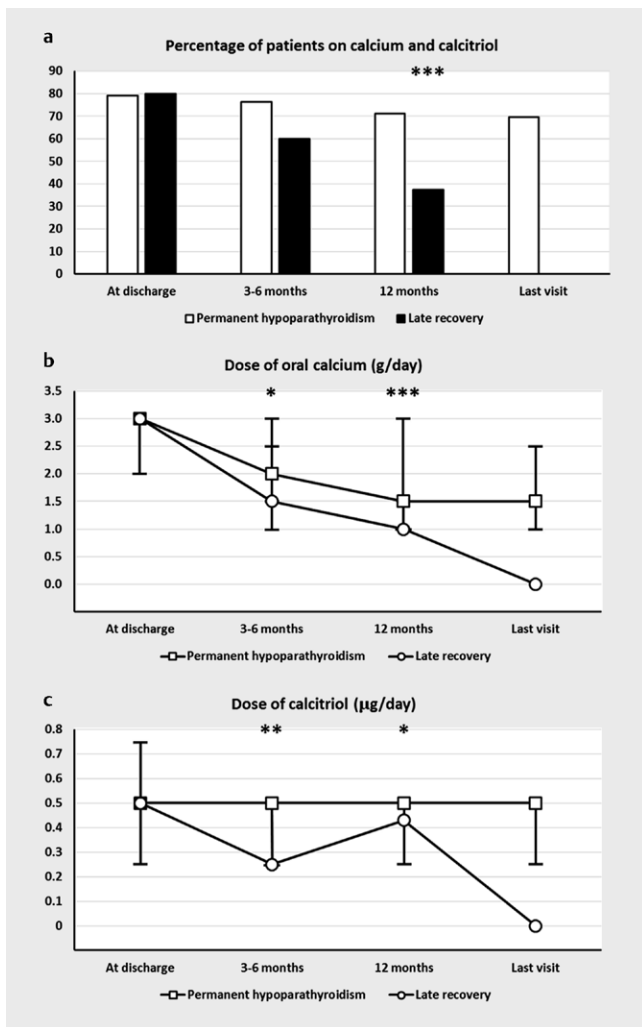 a
Percentage of patients on calcium and calcitriol
***
90
80
70
60
50
40
30
20
10
0
At discharge 3-6 months 12 months Last visit
Permanent hypoparathyroidism Late recovery
b
Dose of oral calcium (g/day)
* ***
3.5
3.0
2.5
2.0
1.5
1.0
0.5
0.0
At discharge 3-6 months 12 months Last visit
Permanent hypoparathyroidism Late recovery
c
Dose of calcitriol (µg/day)
** *
0.8
0.7
0.6
0.5
0.4
0.3
0.2
0.1
0
At discharge 3-6 months 12 months Last visit
Permanent hypoparathyroidism Late recovery